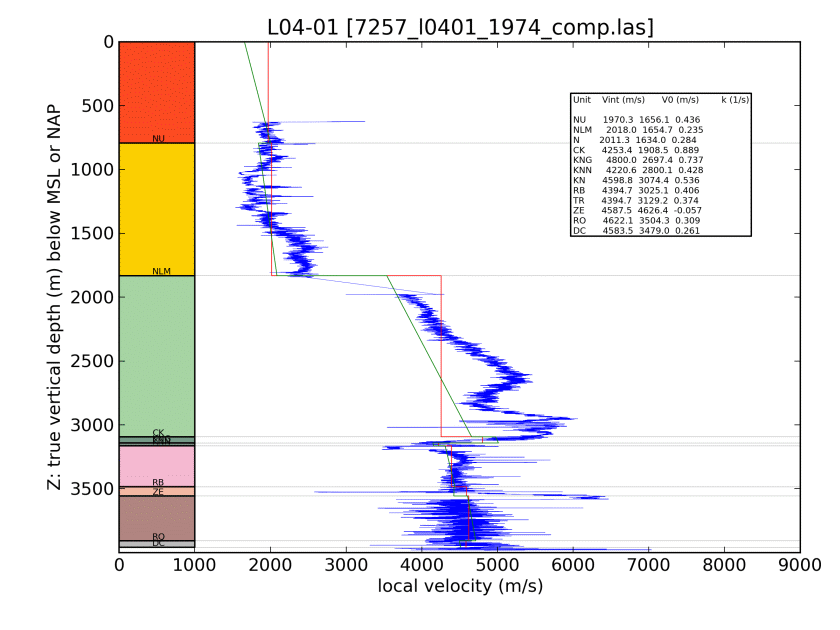 L04-01 [7257_l0401_1974_comp.las]
Z: true vertical depth (m) below MSL or NAP
0
500
1000
1500
2000
2500
3000
3500
NU
NLM
CK
RB
ZE
RO
DC
Unit Vint (m/s) V0 (m/s) k (1/s)
NU 1970.3 1656.1 0.436
NLM 2018.0 1654.7 0.235
N 2011.3 1634.0 0.284
CK 4253.4 1908.5 0.889
KNG 4800.0 2697.4 0.737
KNN 4220.6 2800.1 0.428
KN 4598.8 3074.4 0.536
RB 4394.7 3025.1 0.406
TR 4394.7 3129.2 0.374
ZE 4587.5 4626.4 -0.057
RO 4622.1 3504.3 0.309
DC 4583.5 3479.0 0.261
0 1000 2000 3000 4000 5000 6000 7000 8000 9000
local velocity (m/s)